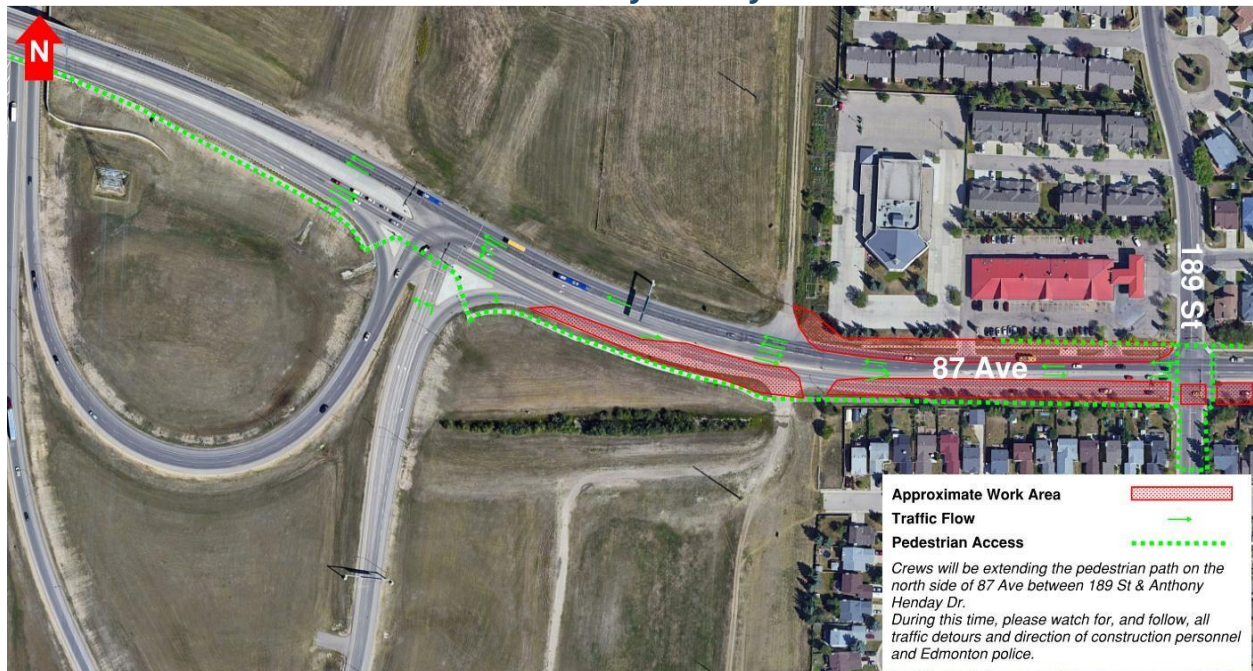 N
189 St
87 Ave
Approximate Work Area
Traffic Flow
Pedestrian Access
Crews will be extending the pedestrian path on the
north side of 87 Ave between 189 St & Anthony
Henday Dr.
During this time, please watch for, and follow, all
traffic detours and direction of construction personnel
and Edmonton police.